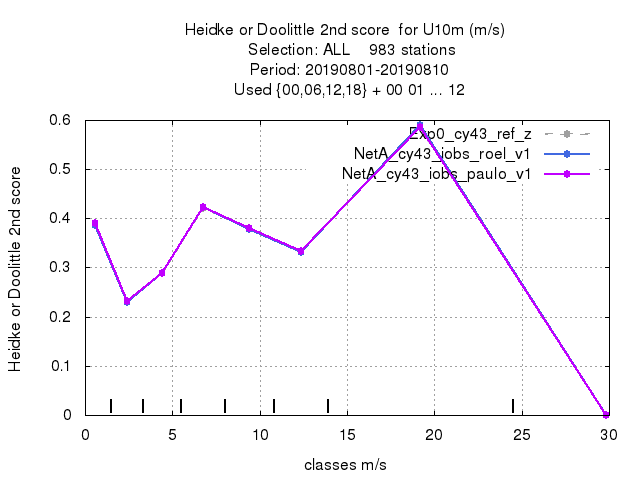 Heidke or Doolittle 2nd score for U10m (m/s)
Selection: ALL 983 stations
Period: 20190801-20190810
Used {00,06,12,18} + 00 01 ... 12
Exp0_cy43_ref_z
NetA_cy43_iobs_roel_v1
NetA_cy43_iobs_paulo_v1
Heidke or Doolittle 2nd score
0.6
0.5
0.4
0.3
0.2
0.1
0
0 5 10 15 20 25 30
classes m/s